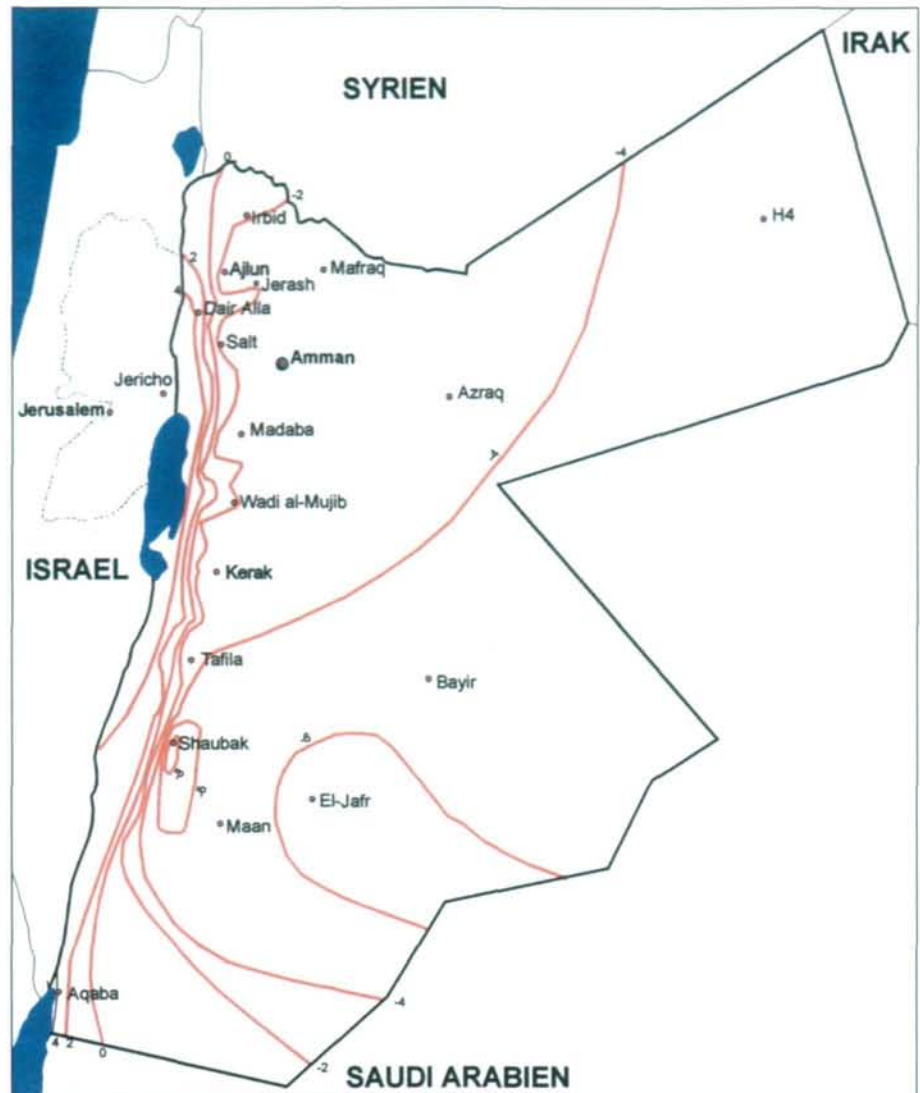 IRAK
SYRIEN
0
-4
-2
Irbid
H4
2
Ajlun
Mafraq
Jerash
4
Dair Alla
Salt
Amman
Jericho
Azraq
Jerusalem
Madaba
Wadi al-Mujib
ISRAEL
Kerak
Tafila
Bayir
Shaubak
El-Jafr
Maan
Aqaba
-4
4 2 0
-2
SAUDI ARABIEN